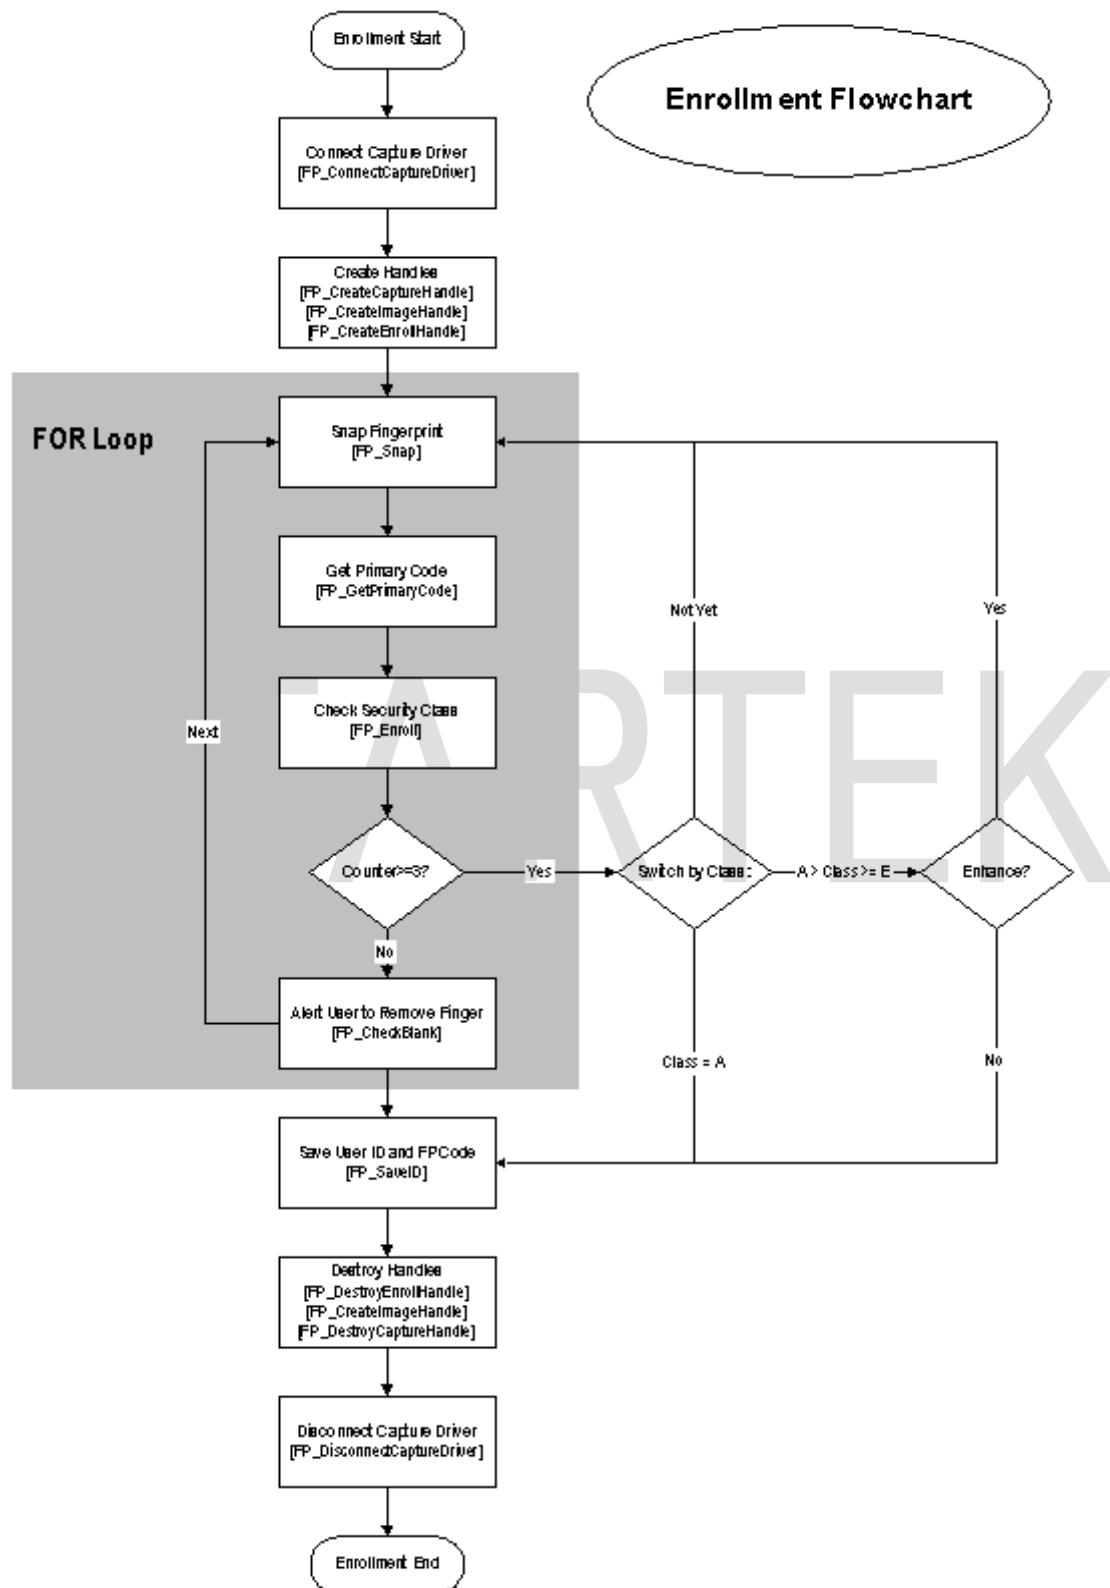 Enrollment Start
Enrollment Flowchart
Connect Capture Driver
[FP_ConnectCaptureDriver]
Create Handles
[FP_CreateCaptureHandle]
[FP_CreateImageHandle]
[FP_CreateEnrollHandle]
FOR Loop
Snap Fingerprint
[FP_Snap]
Get Primary Code
[FP_GetPrimaryCode]
Not Yet
Yes
Check Security Class
[FP_Enroll]
Next
Counter>=3?
Yes
Switch by Class:
A > Class >= E
Enhance?
No
Alert User to Remove Finger
[FP_CheckBlank]
Class = A
No
Save User ID and FPCode
[FP_SaveID]
Destroy Handles
[FP_DestroyEnrollHandle]
[FP_CreateImageHandle]
[FP_DestroyCaptureHandle]
Disconnect Capture Driver
[FP_DisconnectCaptureDriver]
Enrollment End